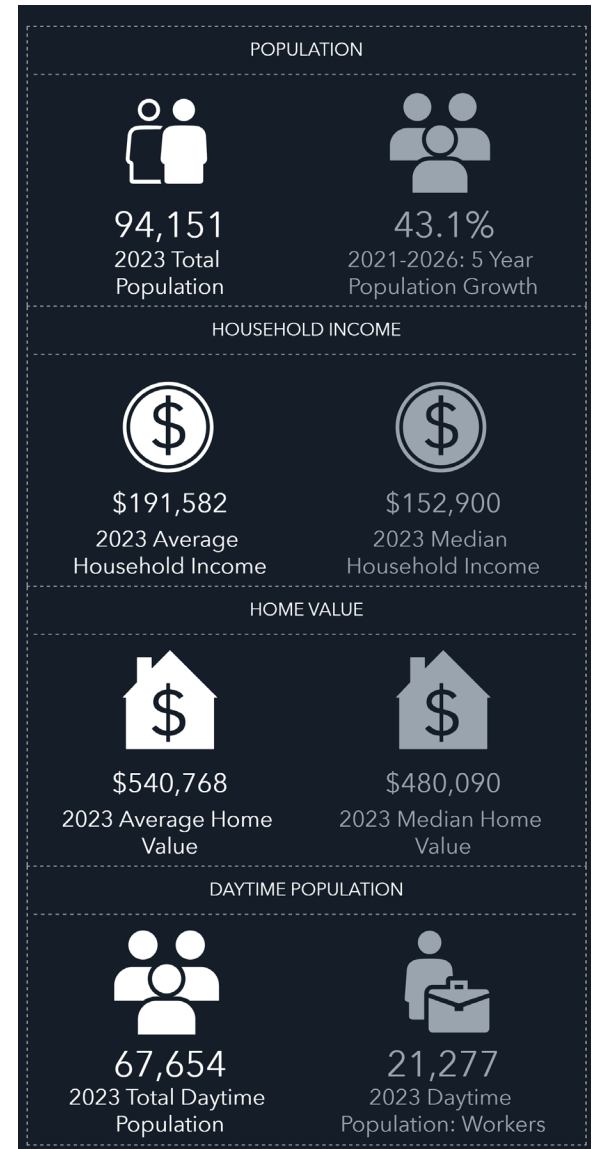 POPULATION
94,151
2023 Total
Population
43.1%
2021-2026: 5 Year
Population Growth
HOUSEHOLD INCOME
$
$191,582
2023 Average
Household Income
$
$152,900
2023 Median
Household Income
HOME VALUE
$
$540,768
2023 Average Home
Value
$
$480,090
2023 Median Home
Value
DAYTIME POPULATION
67,654
2023 Total Daytime
Population
21,277
2023 Daytime
Population: Workers